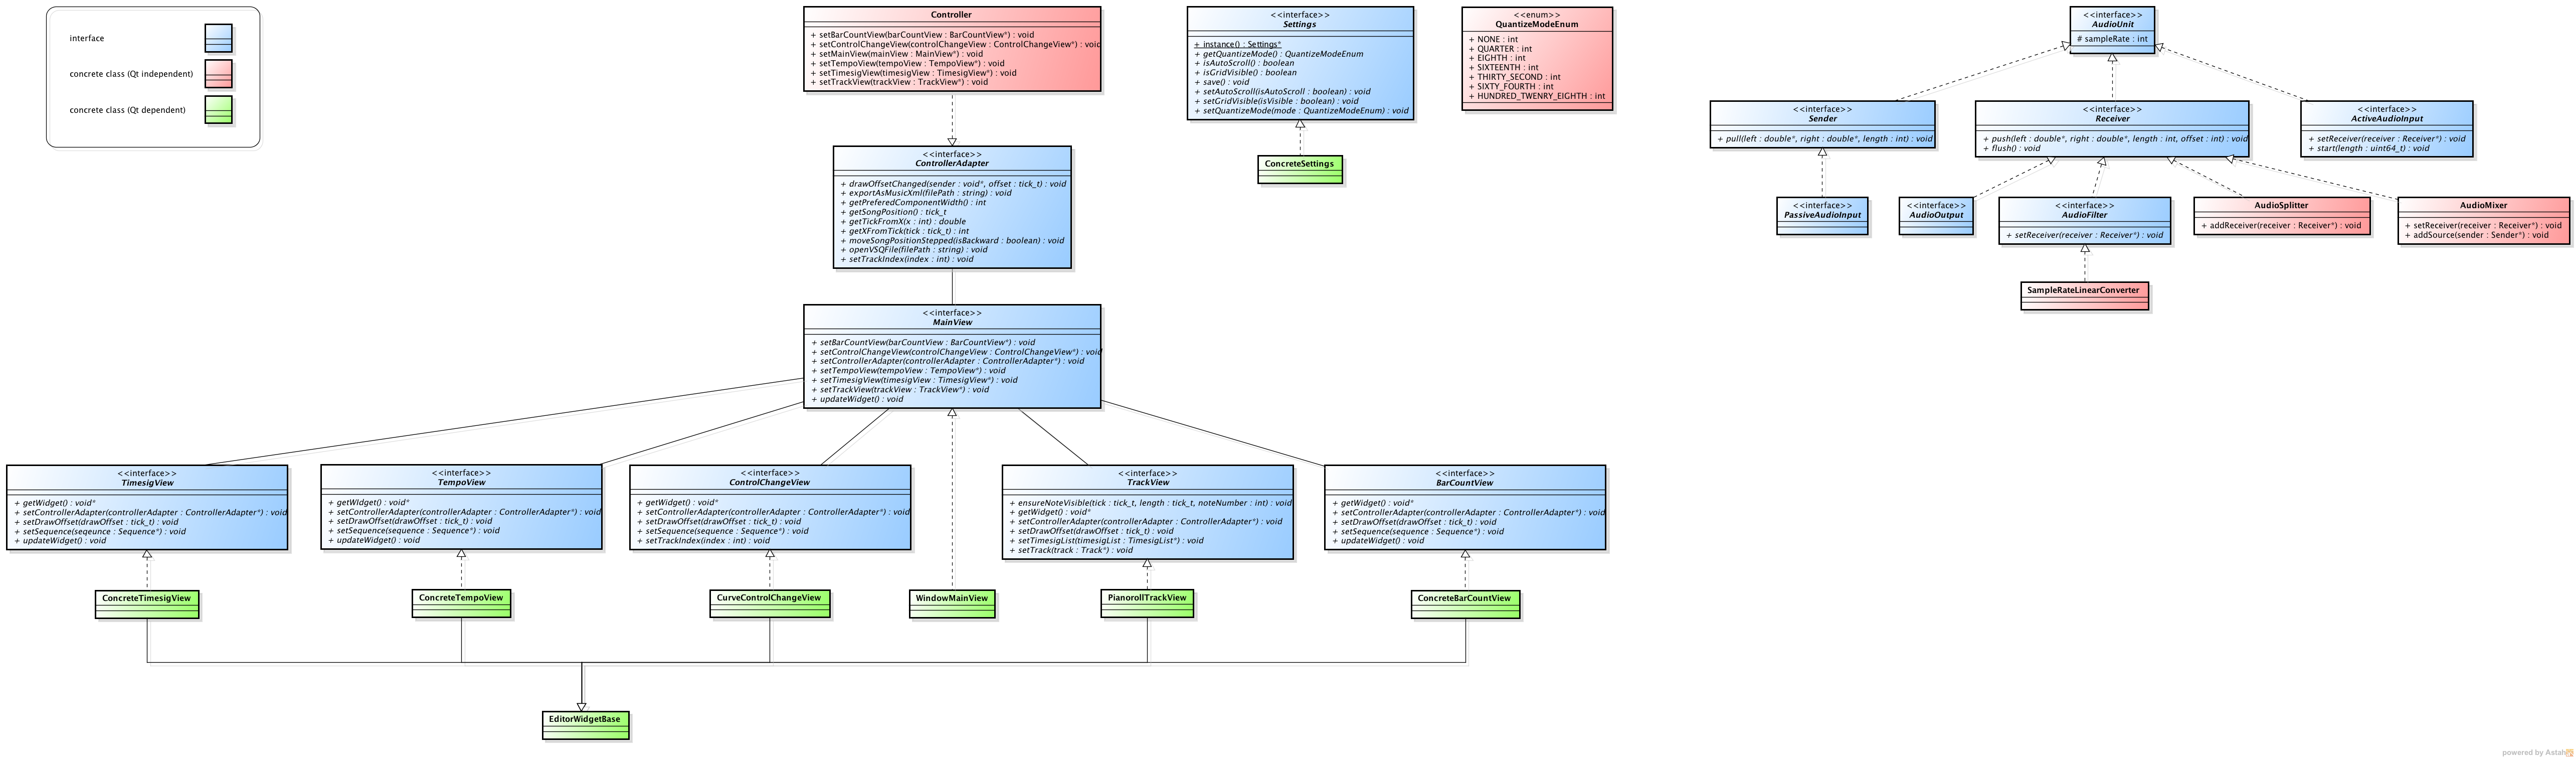 interface
concrete class (Qt independent)
concrete class (Qt dependent)
Controller
+ setBarCountView(barCountView : BarCountView*) : void
+ setControlChangeView(controlChangeView : ControlChangeView*) : void
+ setMainView(mainView : MainView*) : void
+ setTempoView(tempoView : TempoView*) : void
+ setTimesigView(timesigView : TimesigView*) : void
+ setTrackView(trackView : TrackView*) : void
<<interface>>
Settings
+ instance() : Settings*
+ getQuantizeMode() : QuantizeModeEnum
+ isAutoScroll() : boolean
+ isGridVisible() : boolean
+ save() : void
+ setAutoScroll(isAutoScroll : boolean) : void
+ setGridVisible(isVisible : boolean) : void
+ setQuantizeMode(mode : QuantizeModeEnum) : void
<<enum>>
QuantizeModeEnum
+ NONE : int
+ QUARTER : int
+ EIGHTH : int
+ SIXTEENTH : int
+ THIRTY_SECOND : int
+ SIXTY_FOURTH : int
+ HUNDRED_TWENRY_EIGHTH : int
<<interface>>
AudioUnit
# sampleRate : int
<<interface>>
Sender
+ pull(left : double*, right : double*, length : int) : void
<<interface>>
Receiver
+ push(left : double*, right : double*, length : int, offset : int) : void
+ flush() : void
<<interface>>
ActiveAudioInput
+ setReceiver(receiver : Receiver*) : void
+ start(length : uint64_t) : void
<<interface>>
ControllerAdapter
+ drawOffsetChanged(sender : void*, offset : tick_t) : void
+ exportAsMusicXml(filePath : string) : void
+ getPreferedComponentWidth() : int
+ getSongPosition() : tick_t
+ getTickFromX(x : int) : double
+ getXFromTick(tick : tick_t) : int
+ moveSongPositionStepped(isBackward : boolean) : void
+ openVSQFile(filePath : string) : void
+ setTrackIndex(index : int) : void
ConcreteSettings
<<interface>>
PassiveAudioInput
<<interface>>
AudioOutput
<<interface>>
AudioFilter
+ setReceiver(receiver : Receiver*) : void
AudioSplitter
+ addReceiver(receiver : Receiver*) : void
AudioMixer
+ setReceiver(receiver : Receiver*) : void
+ addSource(sender : Sender*) : void
SampleRateLinearConverter
<<interface>>
MainView
+ setBarCountView(barCountView : BarCountView*) : void
+ setControlChangeView(controlChangeView : ControlChangeView*) : void
+ setControllerAdapter(controllerAdapter : ControllerAdapter*) : void
+ setTempoView(tempoView : TempoView*) : void
+ setTimesigView(timesigView : TimesigView*) : void
+ setTrackView(trackView : TrackView*) : void
+ updateWidget() : void
<<interface>>
TimesigView
+ getWidget() : void*
+ setControllerAdapter(controllerAdapter : ControllerAdapter*) : void
+ setDrawOffset(drawOffset : tick_t) : void
+ setSequence(seqeunce : Sequence*) : void
+ updateWidget() : void
<<interface>>
TempoView
+ getWIdget() : void*
+ setControllerAdapter(controllerAdapter : ControllerAdapter*) : void
+ setDrawOffset(drawOffset : tick_t) : void
+ setSequence(sequence : Sequence*) : void
+ updateWidget() : void
<<interface>>
ControlChangeView
+ getWidget() : void*
+ setControllerAdapter(controllerAdapter : ControllerAdapter*) : void
+ setDrawOffset(drawOffset : tick_t) : void
+ setSequence(sequence : Sequence*) : void
+ setTrackIndex(index : int) : void
<<interface>>
TrackView
+ ensureNoteVisible(tick : tick_t, length : tick_t, noteNumber : int) : void
+ getWidget() : void*
+ setControllerAdapter(controllerAdapter : ControllerAdapter*) : void
+ setDrawOffset(drawOffset : tick_t) : void
+ setTimesigList(timesigList : TimesigList*) : void
+ setTrack(track : Track*) : void
<<interface>>
BarCountView
+ getWidget() : void*
+ setControllerAdapter(controllerAdapter : ControllerAdapter*) : void
+ setDrawOffset(drawOffset : tick_t) : void
+ setSequence(sequence : Sequence*) : void
+ updateWidget() : void
ConcreteTimesigView
ConcreteTempoView
CurveControlChangeView
WindowMainView
PianorollTrackView
ConcreteBarCountView
EditorWidgetBase
powered by Astah